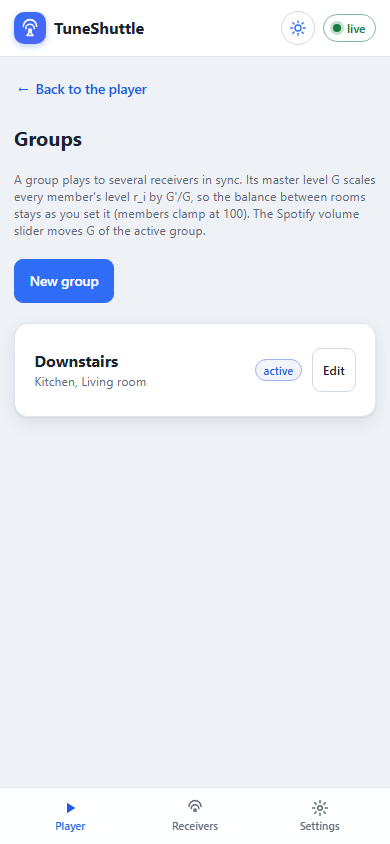 TuneShuttle
live
← Back to the player
Groups
A group plays to several receivers in sync. Its master level G scales
every member's level r_i by G'/G, so the balance between rooms
stays as you set it (members clamp at 100). The Spotify volume
slider moves G of the active group.
New group
Downstairs
Kitchen, Living room
active
Edit
Player
Receivers
Settings